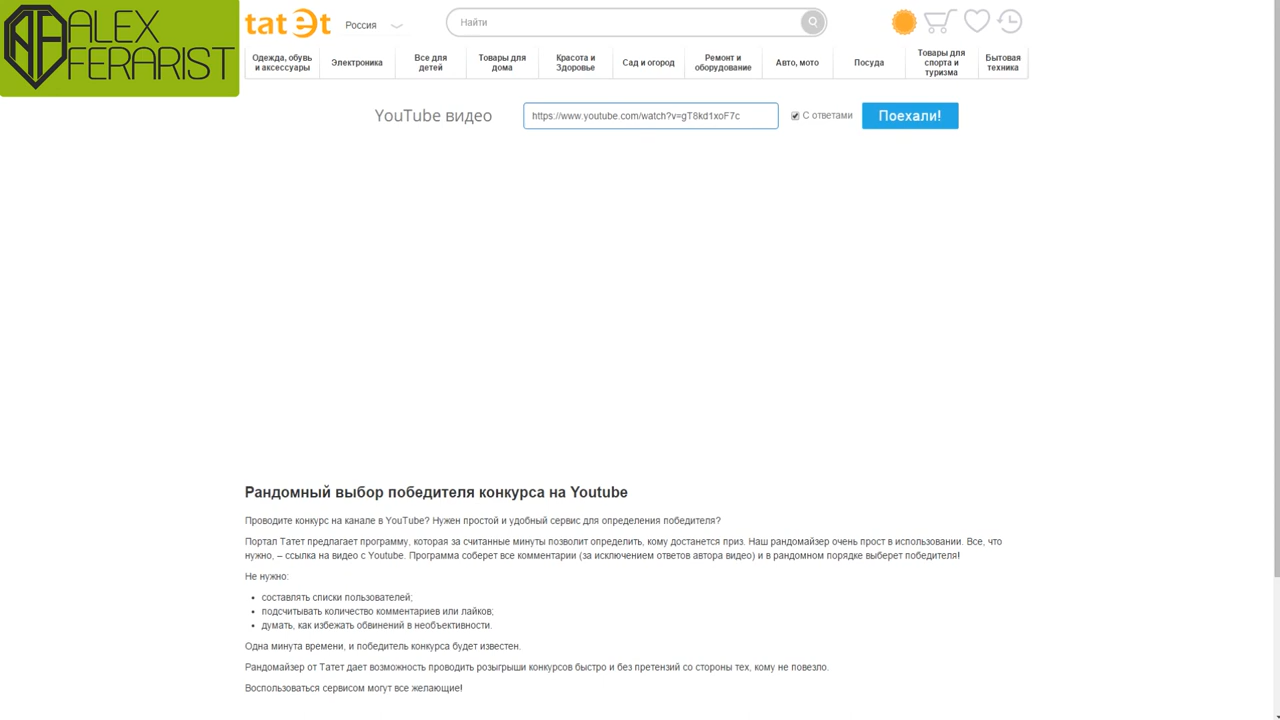 ALEX
FERARIST
tatэt
Россия
Найти
Одежда, обувь
и аксессуары
Электроника
Все для
детей
Товары для
дома
Красота и
Здоровье
Сад и огород
Ремонт и
оборудование
Авто, мото
Посуда
Товары для
спорта и
туризма
Бытовая
техника
YouTube видео
https://www.youtube.com/watch?v=gT8kd1xoF7c
С ответами
Поехали!
Рандомный выбор победителя конкурса на Youtube
Проводите конкурс на канале в YouTube? Нужен простой и удобный сервис для определения победителя?
Портал Татет предлагает программу, которая за считанные минуты позволит определить, кому достанется приз. Наш рандомайзер очень прост в использовании. Все, что
нужно, – ссылка на видео с Youtube. Программа соберет все комментарии (за исключением ответов автора видео) и в рандомном порядке выберет победителя!
Не нужно:
• составлять списки пользователей;
• подсчитывать количество комментариев или лайков;
• думать, как избежать обвинений в необъективности.
Одна минута времени, и победитель конкурса будет известен.
Рандомайзер от Татет дает возможность проводить розыгрыши конкурсов быстро и без претензий со стороны тех, кому не повезло.
Воспользоваться сервисом могут все желающие!